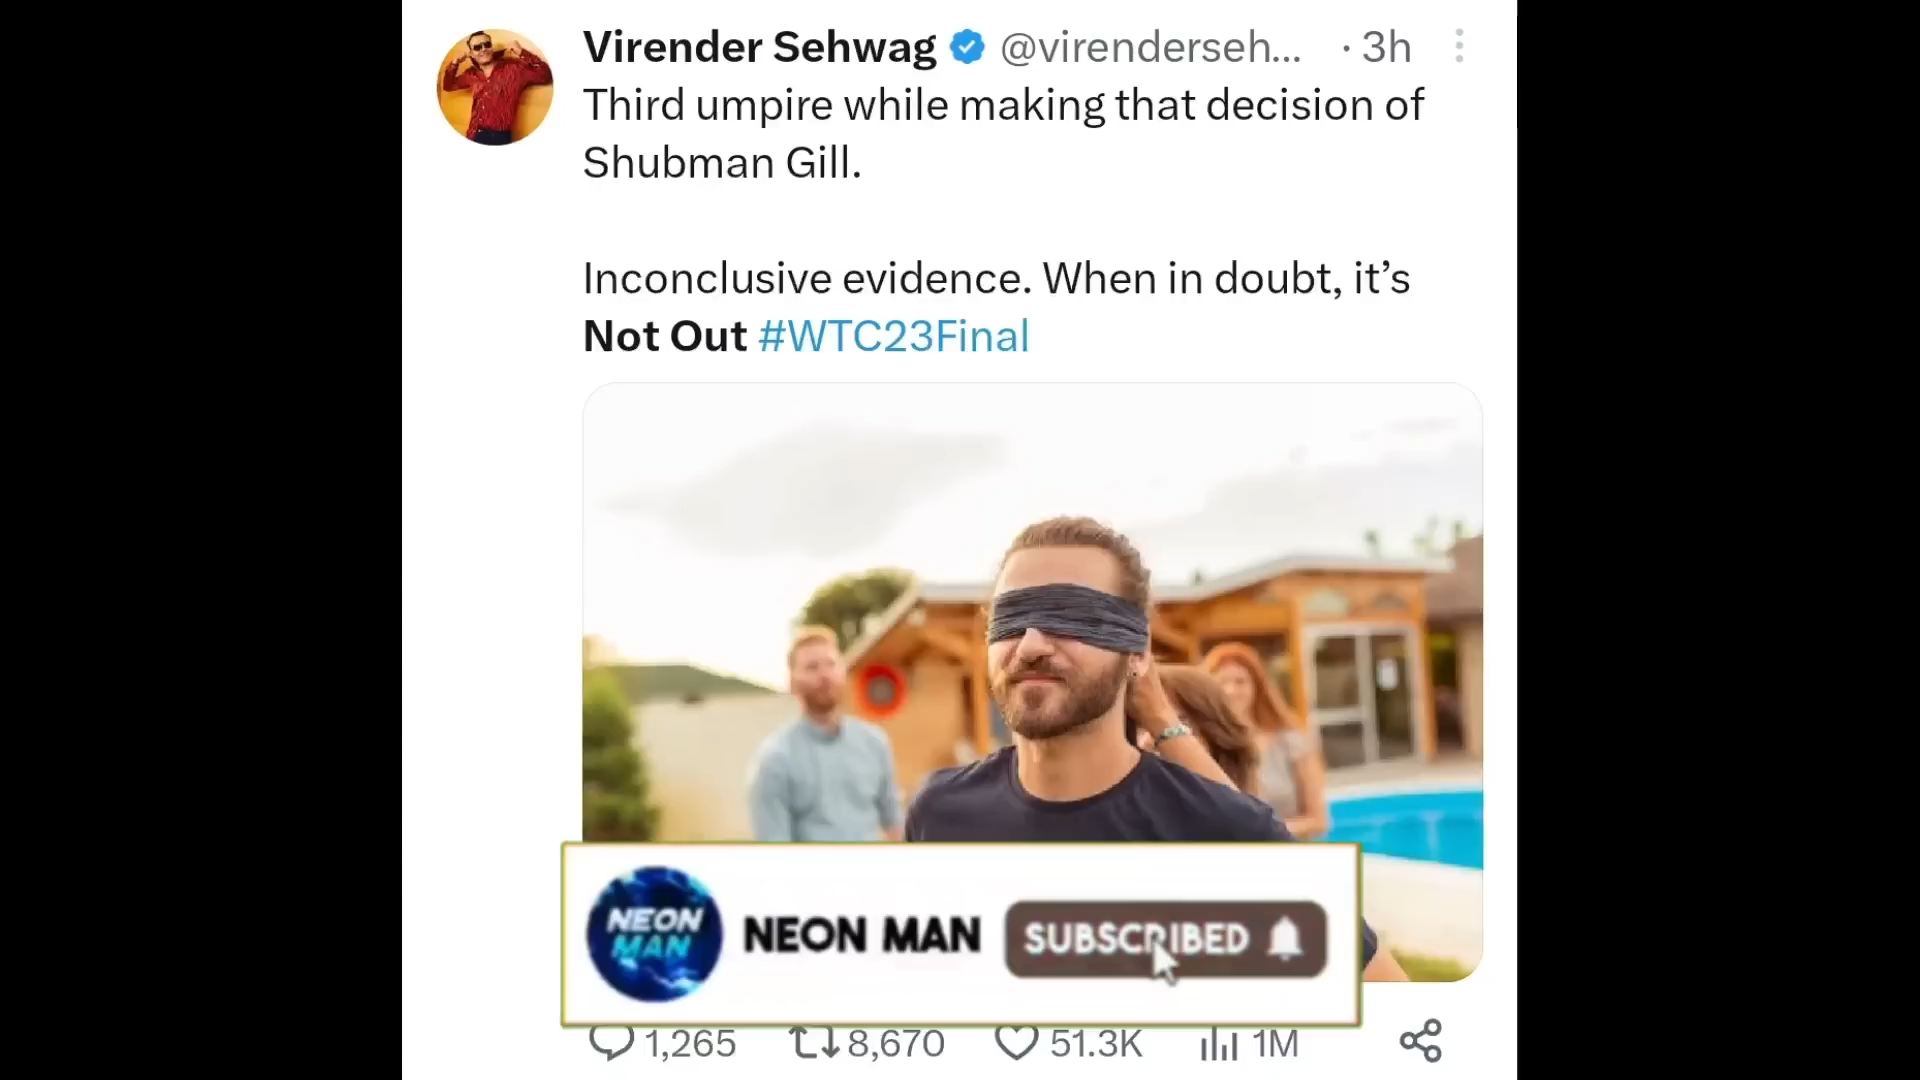 Virender Sehwag @virenderseh... · 3h
Third umpire while making that decision of
Shubman Gill.
Inconclusive evidence. When in doubt, it’s
Not Out #WTC23Final
NEON
MAN
NEON MAN
SUBSCRIBED
1,265 8,670 51.3K 1M